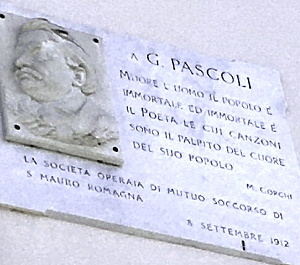 A G. PASCOLI
MUORE L'UOMO IL POPOLO È
IMMORTALE ED IMMORTALE È
IL POETA LE CUI CANZONI
SONO IL PALPITO DEL CUORE
DEL SUO POPOLO
M. GORCHI
LA SOCIETÀ OPERAIA DI MUTUO SOCCORSO DI
S MAURO ROMAGNA
8 SETTEMBRE 1912